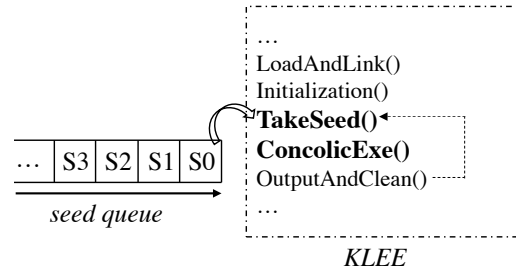 …
LoadAndLink()
Initialization()
TakeSeed()
ConcolicExe()
OutputAndClean()
…
KLEE
… S3 S2 S1 S0
seed queue